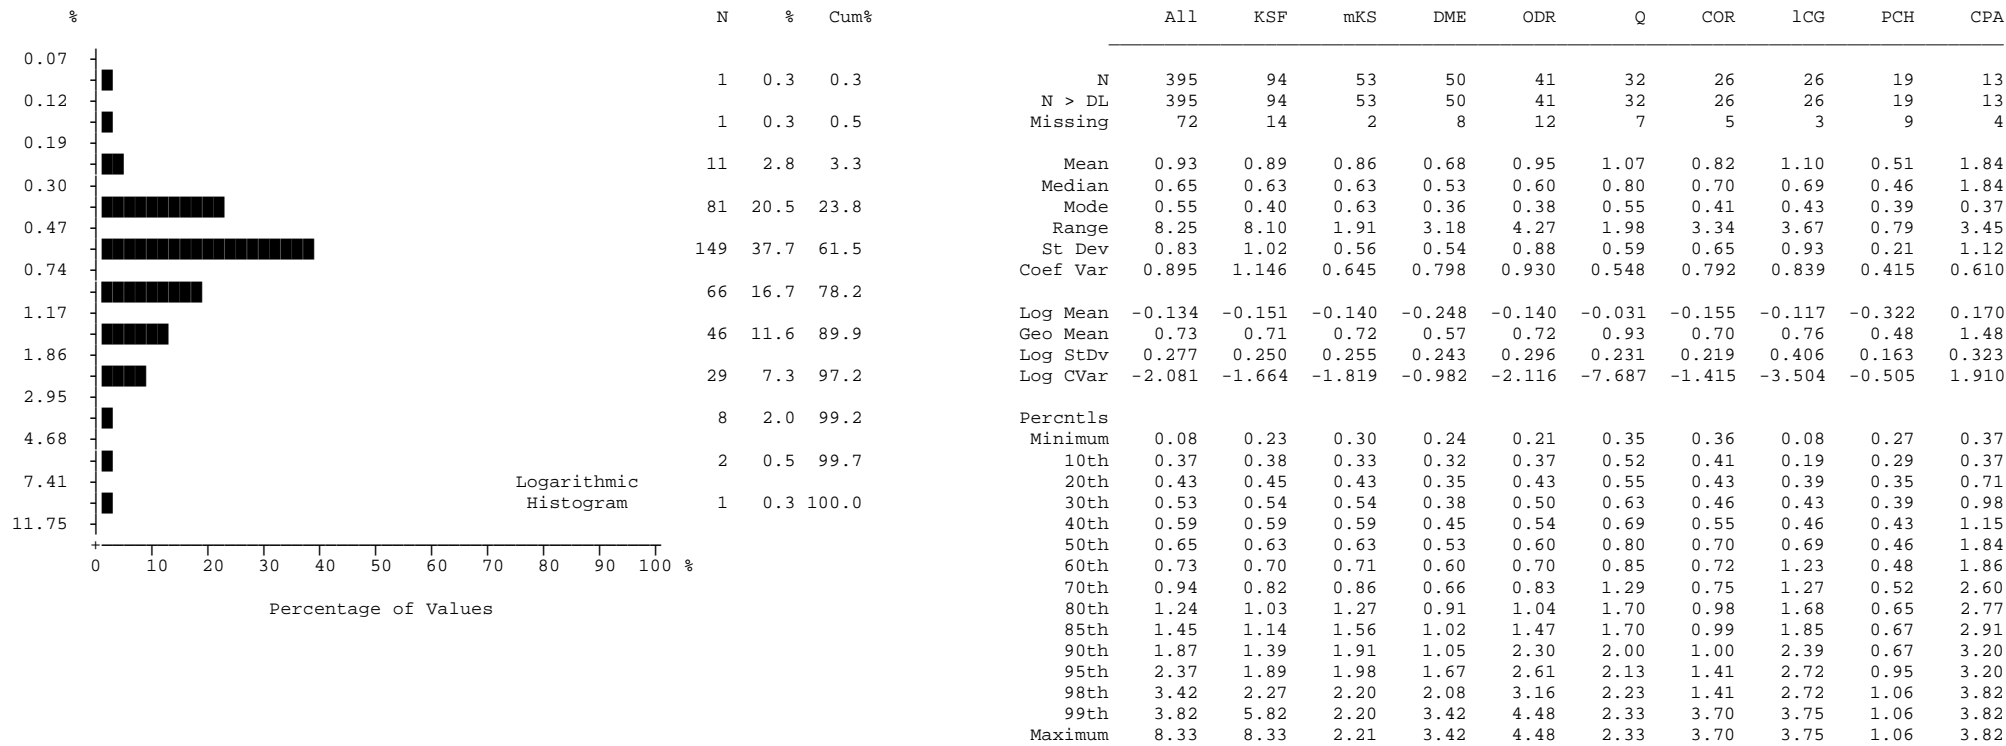 % N % Cum% All KSF mKS DME ODR Q COR lCG PCH CPA
0.07
1 0.3 0.3 N 395 94 53 50 41 32 26 26 19 13
0.12 N > DL 395 94 53 50 41 32 26 26 19 13
1 0.3 0.5 Missing 72 14 2 8 12 7 5 3 9 4
0.19
11 2.8 3.3 Mean 0.93 0.89 0.86 0.68 0.95 1.07 0.82 1.10 0.51 1.84
0.30 Median 0.65 0.63 0.63 0.53 0.60 0.80 0.70 0.69 0.46 1.84
81 20.5 23.8 Mode 0.55 0.40 0.63 0.36 0.38 0.55 0.41 0.43 0.39 0.37
0.47 Range 8.25 8.10 1.91 3.18 4.27 1.98 3.34 3.67 0.79 3.45
149 37.7 61.5 St Dev 0.83 1.02 0.56 0.54 0.88 0.59 0.65 0.93 0.21 1.12
0.74 Coef Var 0.895 1.146 0.645 0.798 0.930 0.548 0.792 0.839 0.415 0.610
66 16.7 78.2
1.17 Log Mean -0.134 -0.151 -0.140 -0.248 -0.140 -0.031 -0.155 -0.117 -0.322 0.170
46 11.6 89.9 Geo Mean 0.73 0.71 0.72 0.57 0.72 0.93 0.70 0.76 0.48 1.48
1.86 Log StDv 0.277 0.250 0.255 0.243 0.296 0.231 0.219 0.406 0.163 0.323
29 7.3 97.2 Log CVar -2.081 -1.664 -1.819 -0.982 -2.116 -7.687 -1.415 -3.504 -0.505 1.910
2.95
8 2.0 99.2 Percntls
4.68 Minimum 0.08 0.23 0.30 0.24 0.21 0.35 0.36 0.08 0.27 0.37
2 0.5 99.7 10th 0.37 0.38 0.33 0.32 0.37 0.52 0.41 0.19 0.29 0.37
7.41 Logarithmic 20th 0.43 0.45 0.43 0.35 0.43 0.55 0.43 0.39 0.35 0.71
Histogram 1 0.3 100.0 30th 0.53 0.54 0.54 0.38 0.50 0.63 0.46 0.43 0.39 0.98
11.75 40th 0.59 0.59 0.59 0.45 0.54 0.69 0.55 0.46 0.43 1.15
50th 0.65 0.63 0.63 0.53 0.60 0.80 0.70 0.69 0.46 1.84
0 10 20 30 40 50 60 70 80 90 100 % 60th 0.73 0.70 0.71 0.60 0.70 0.85 0.72 1.23 0.48 1.86
70th 0.94 0.82 0.86 0.66 0.83 1.29 0.75 1.27 0.52 2.60
Percentage of Values 80th 1.24 1.03 1.27 0.91 1.04 1.70 0.98 1.68 0.65 2.77
85th 1.45 1.14 1.56 1.02 1.47 1.70 0.99 1.85 0.67 2.91
90th 1.87 1.39 1.91 1.05 2.30 2.00 1.00 2.39 0.67 3.20
95th 2.37 1.89 1.98 1.67 2.61 2.13 1.41 2.72 0.95 3.20
98th 3.42 2.27 2.20 2.08 3.16 2.23 1.41 2.72 1.06 3.82
99th 3.82 5.82 2.20 3.42 4.48 2.33 3.70 3.75 1.06 3.82
Maximum 8.33 8.33 2.21 3.42 4.48 2.33 3.70 3.75 1.06 3.82